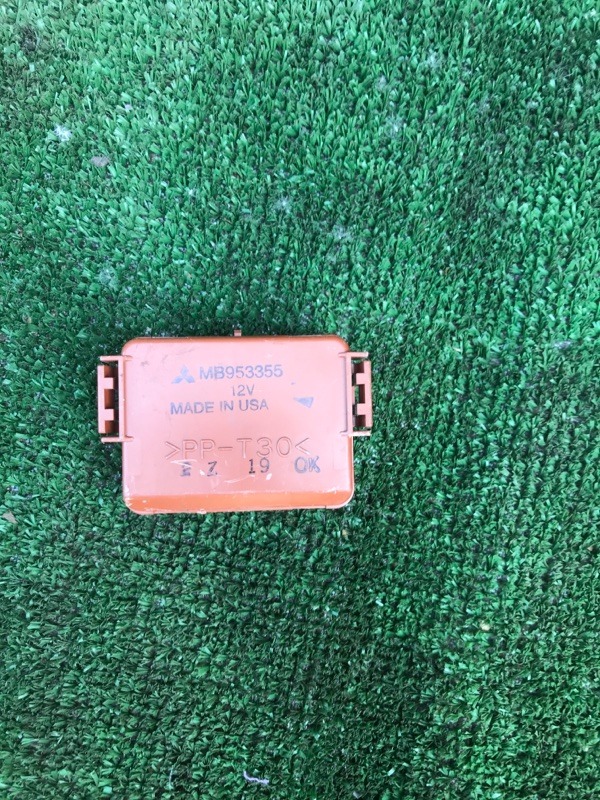 MB953355
12V
MADE IN USA
>PP-T30<
19 OK